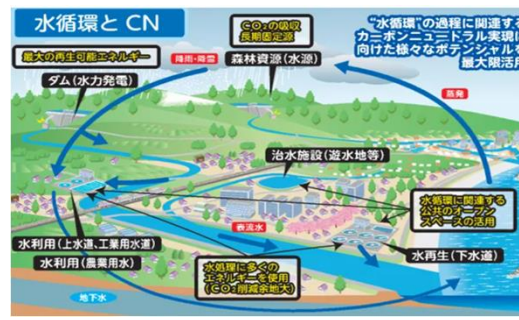 水循環とCN
CO₂の吸収
長期固定源
森林資源(水源)
"水循環"の過程に関連する
カーボンニュートラル実現に
向けた様々なポテンシャルを
最大限活用
最大の再生可能エネルギー
ダム(水力発電)
降雨・降雪
蒸発
治水施設(遊水地等)
水循環に関連する
公共のオープン
スペースの活用
表流水
水利用(上水道、工業用水道)
水利用(農業用水)
水再生(下水道)
水処理に多くの
エネルギーを使用
(CO₂削減余地大)
地下水